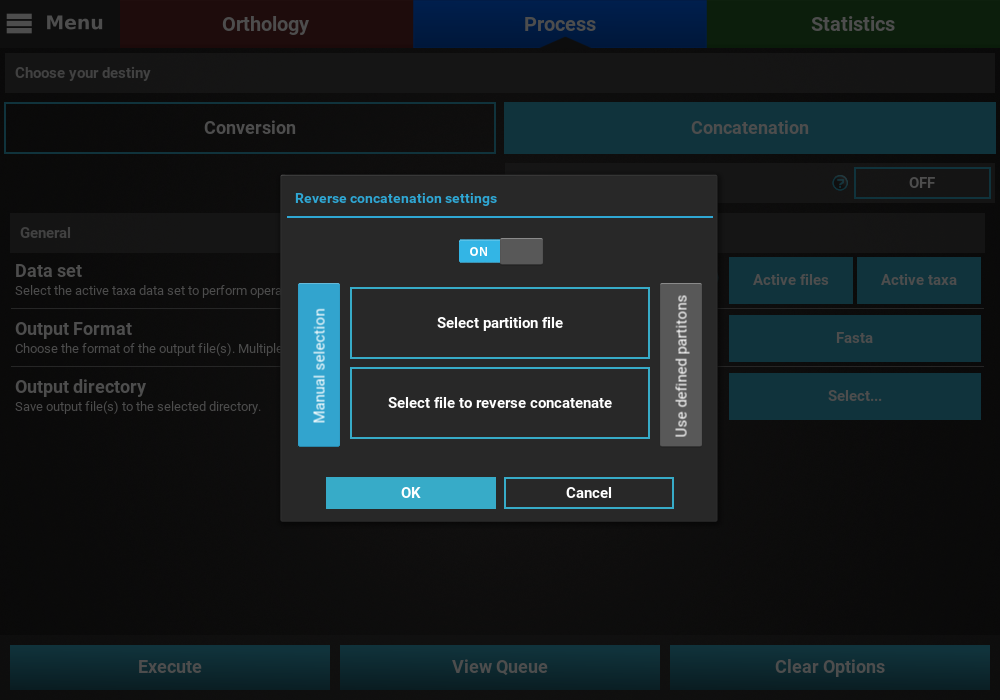 Menu
Orthology
Process
Statistics
Choose your destiny
Conversion
Concatenation
?
OFF
Reverse concatenation settings
ON
Manual selection
Select partition file
Select file to reverse concatenate
Use defined partitons
OK
Cancel
General
Data set
Select the active taxa data set to perform opera
Active files
Active taxa
Output Format
Choose the format of the output file(s). Multiple
Fasta
Output directory
Save output file(s) to the selected directory.
Select...
Execute
View Queue
Clear Options